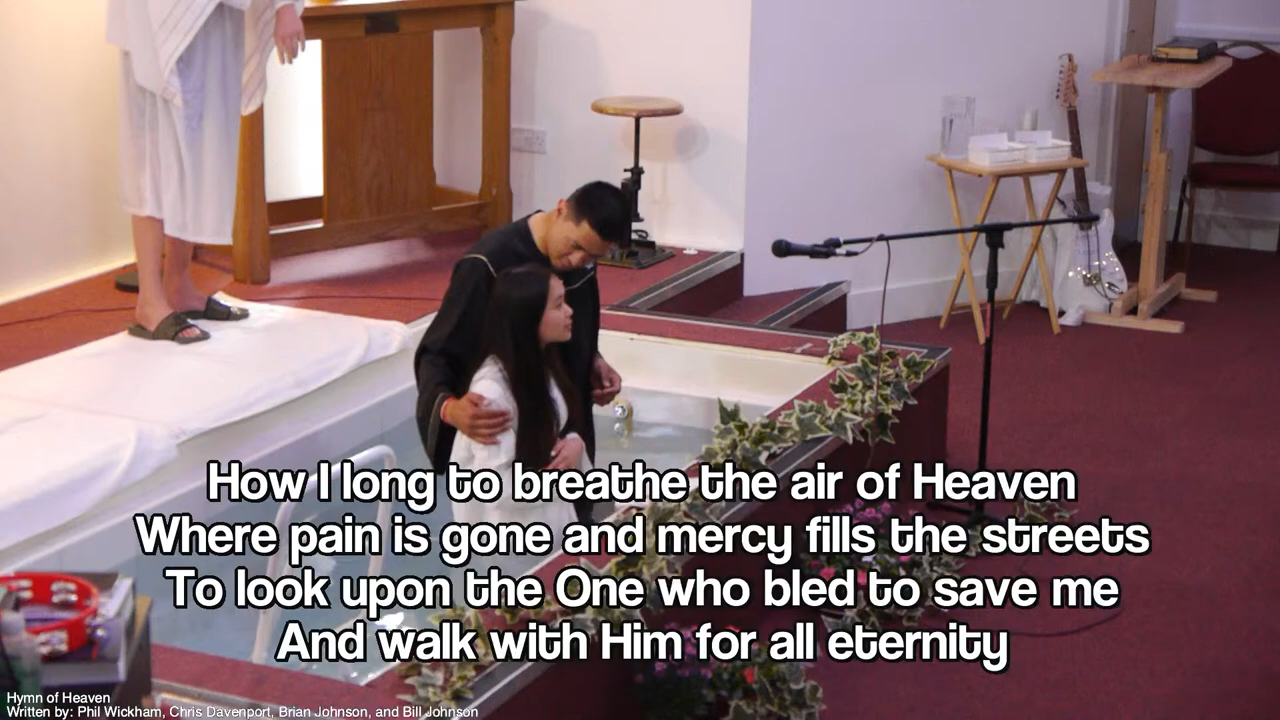 How I long to breathe the air of Heaven
Where pain is gone and mercy fills the streets
To look upon the One who bled to save me
And walk with Him for all eternity
Hymn of Heaven
Written by: Phil Wickham, Chris Davenport, Brian Johnson, and Bill Johnson